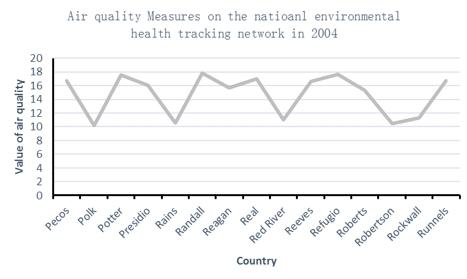 Air quality Measures on the natioanl environmental
health tracking network in 2004
Value of air quality
20
18
16
14
12
10
8
6
4
2
0
Pecos
Polk
Potter
Presidio
Rains
Randall
Reagan
Real
Red River
Reeves
Refugio
Roberts
Robertson
Rockwall
Runnels
Country